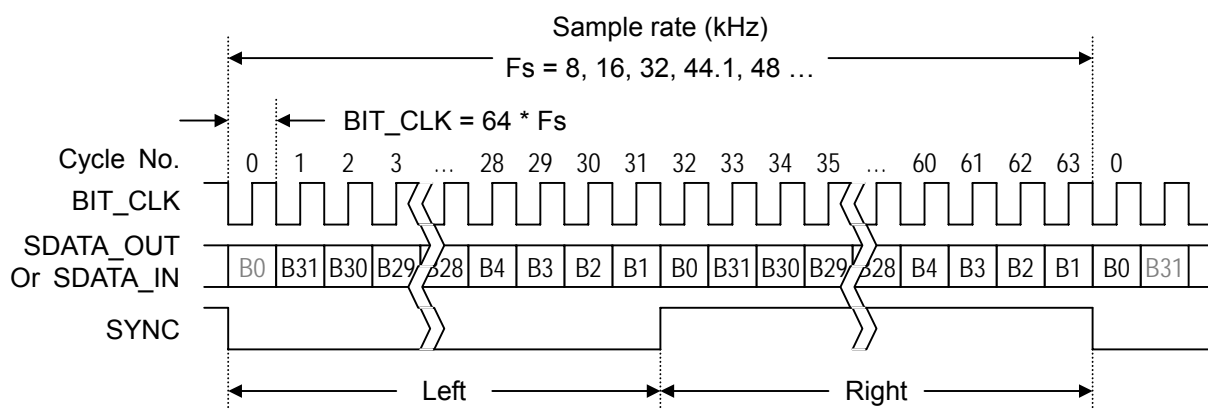 Sample rate (kHz)
Fs = 8, 16, 32, 44.1, 48 …
BIT_CLK = 64 * Fs
Cycle No. 0 1 2 3 … 28 29 30 31 32 33 34 35 … 60 61 62 63 0
BIT_CLK
SDATA_OUT
Or SDATA_IN
B0 B31 B30 B29 B28 B4 B3 B2 B1 B0 B31 B30 B29 B28 B4 B3 B2 B1 B0 B31
SYNC
Left Right